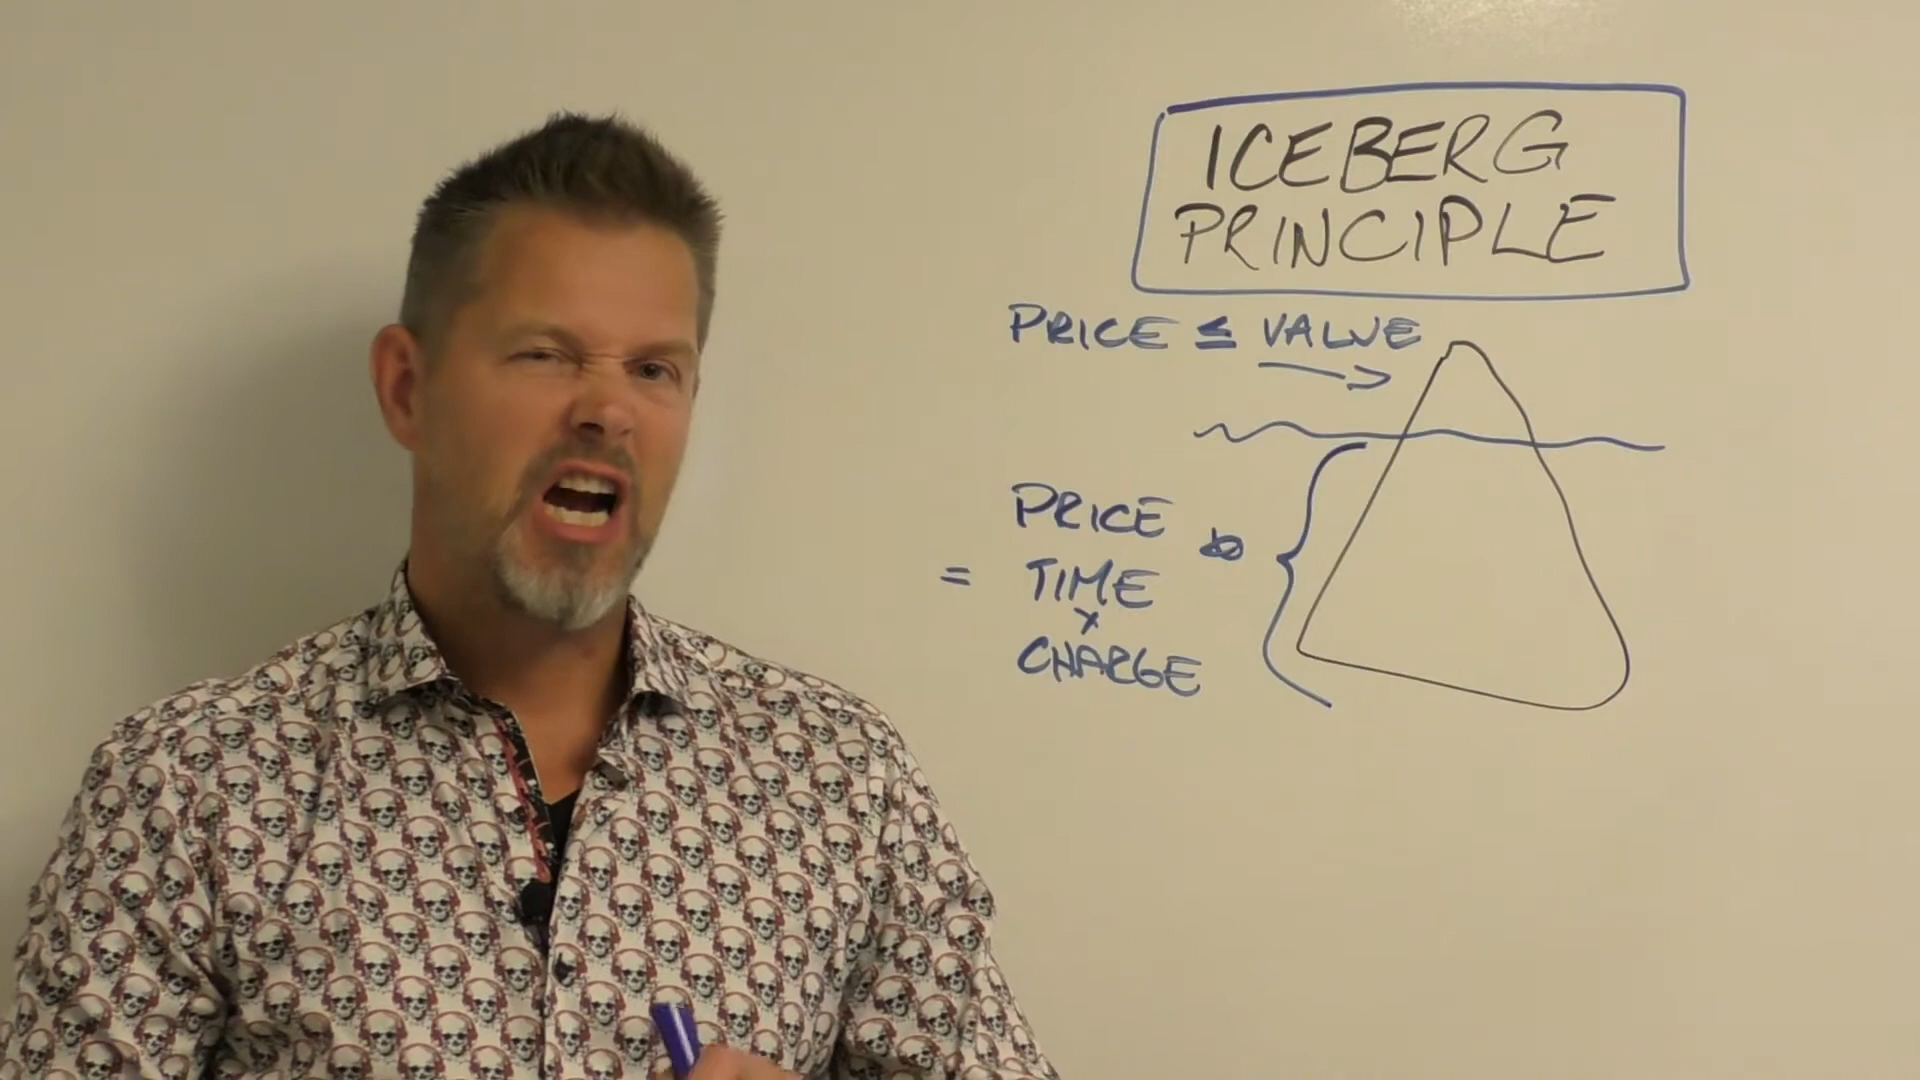 ICEBERG
PRINCIPLE
PRICE ≤ VALUE
PRICE
= TIME
x
CHARGE